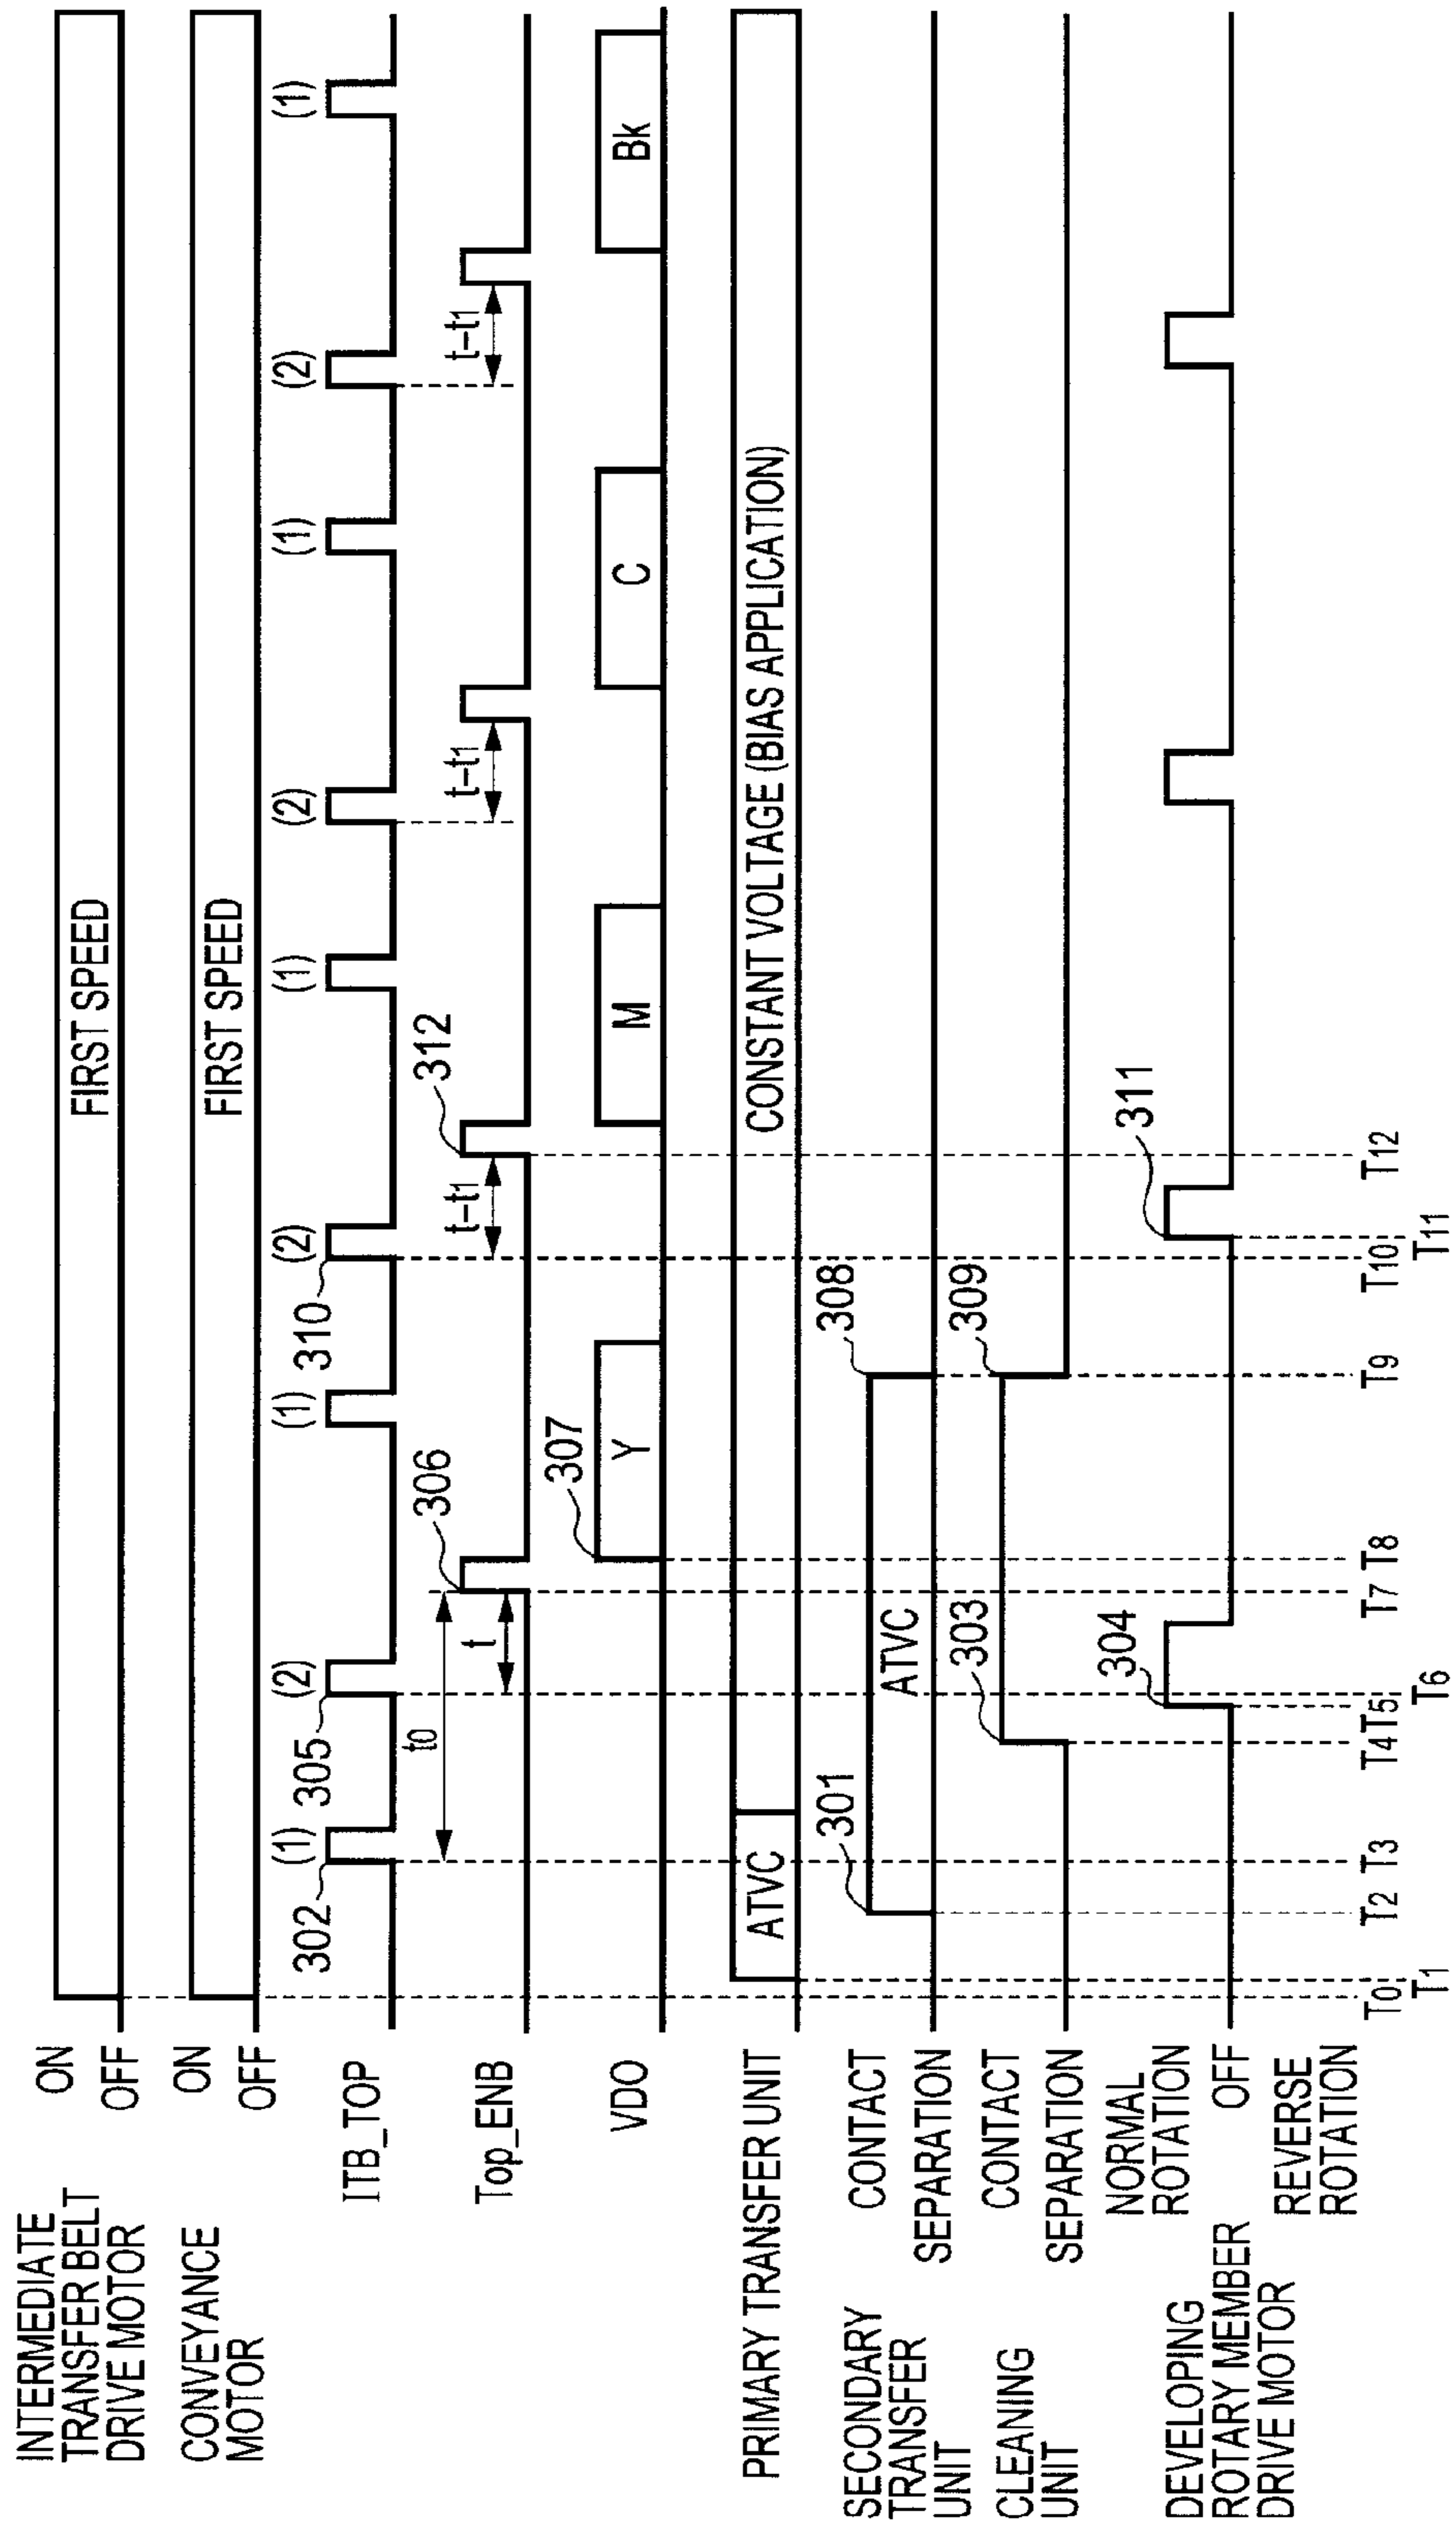 INTERMEDIATE
TRANSFER BELT
DRIVE MOTOR
ON
OFF
FIRST SPEED
CONVEYANCE
MOTOR
ON
OFF
FIRST SPEED
ITB_TOP
302
(1)
305
(2)
(1)
310
(2)
(1)
(2)
(1)
(2)
(1)
Top_ENB
t0
t
306
t-t1
312
t-t1
t-t1
VDO
307
Y
M
C
Bk
PRIMARY TRANSFER UNIT
ATVC
CONSTANT VOLTAGE (BIAS APPLICATION)
SECONDARY
TRANSFER
UNIT
CONTACT
SEPARATION
301
ATVC
308
CLEANING
UNIT
CONTACT
SEPARATION
303
309
DEVELOPING
ROTARY MEMBER
DRIVE MOTOR
NORMAL
ROTATION
OFF
REVERSE
ROTATION
304
311
T0
T1
T2
T3
T4
T5
T6
T7
T8
T9
T10
T11
T12